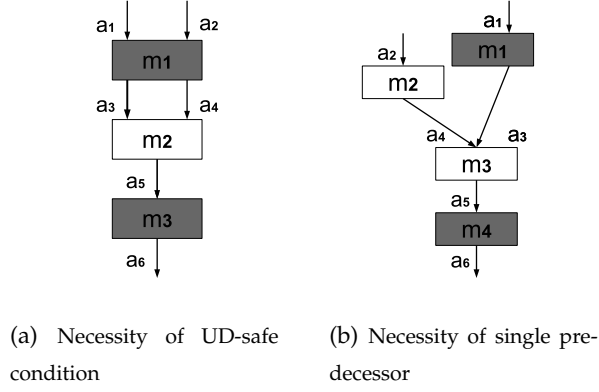 a1 a2
m1
a3 a4
m2
a5
m3
a6
(a) Necessity of UD-safe
condition
a1
a2
m1
m2
a4 a3
m3
a5
m4
a6
(b) Necessity of single pre-
decessor